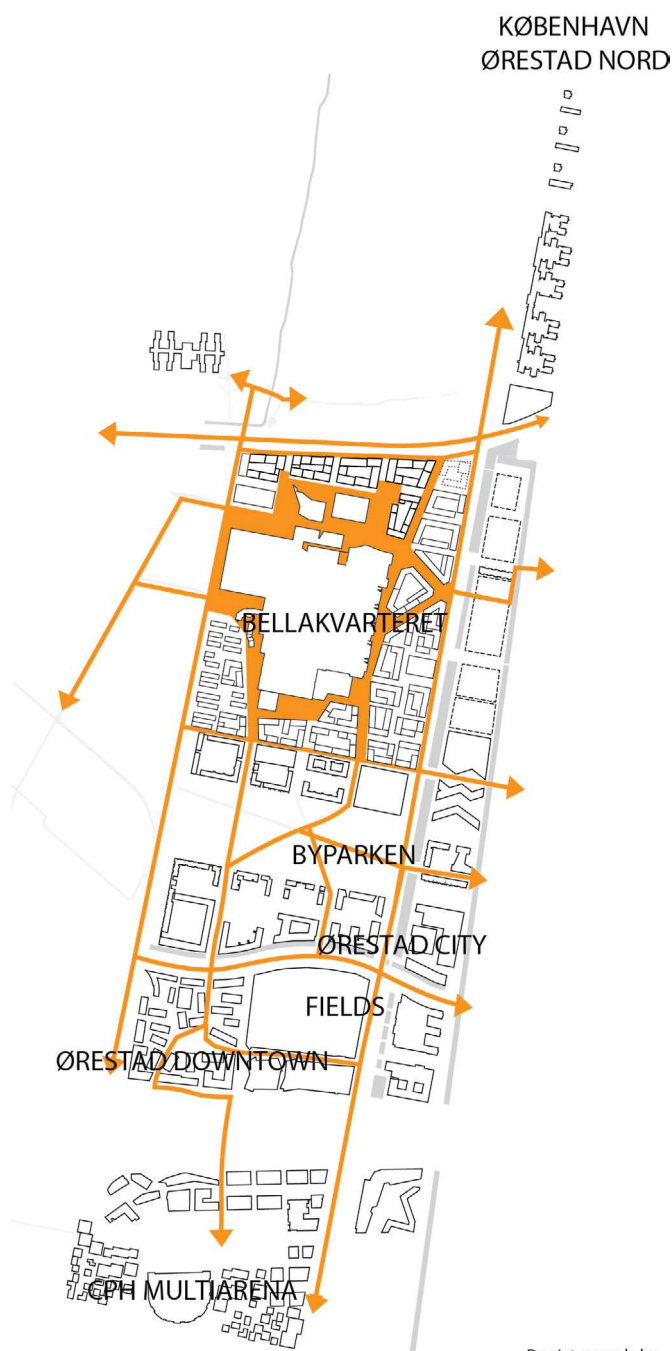 KØBENHAVN
ØRESTAD NORD
BELLAKVARTERET
BYPARKEN
ØRESTAD CITY
FIELDS
ØRESTAD DOWNTOWN
CPH MULTIARENA